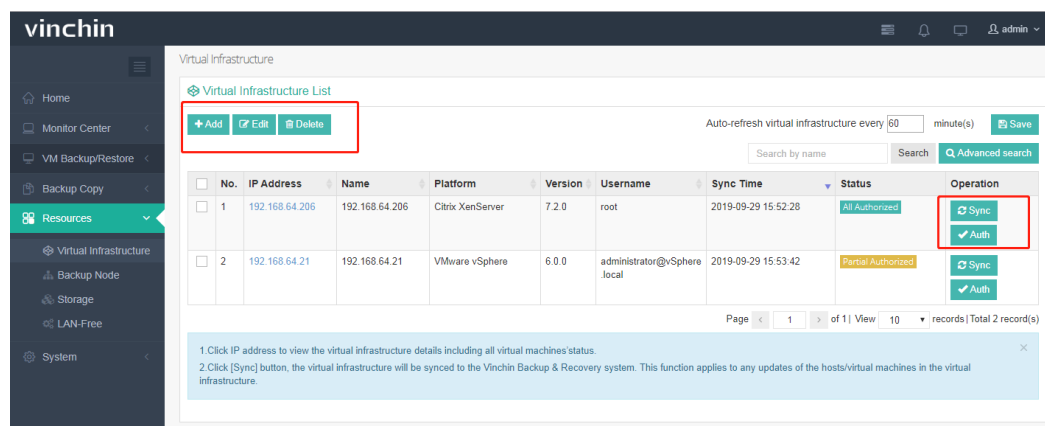 vinchin
admin
Virtual Infrastructure
Virtual Infrastructure List
Home
Monitor Center
VM Backup/Restore
Backup Copy
Resources
Virtual Infrastructure
Backup Node
Storage
LAN-Free
System
Add Edit Delete
Auto-refresh virtual infrastructure every 60 minute(s) Save
Search by name Search Advanced search
No. IP Address Name Platform Version Username Sync Time Status Operation
1 192.168.64.206 192.168.64.206 Citrix XenServer 7.2.0 root 2019-09-29 15:52:28 All Authorized Sync
Auth
2 192.168.64.21 192.168.64.21 VMware vSphere 6.0.0 administrator@vSphere 2019-09-29 15:53:42 Partial Authorized Sync
.local
Auth
Page < 1 > of 1 | View 10 records | Total 2 record(s)
1.Click IP address to view the virtual infrastructure details including all virtual machines'status.
2.Click [Sync] button, the virtual infrastructure will be synced to the Vinchin Backup & Recovery system. This function applies to any updates of the hosts/virtual machines in the virtual
infrastructure.